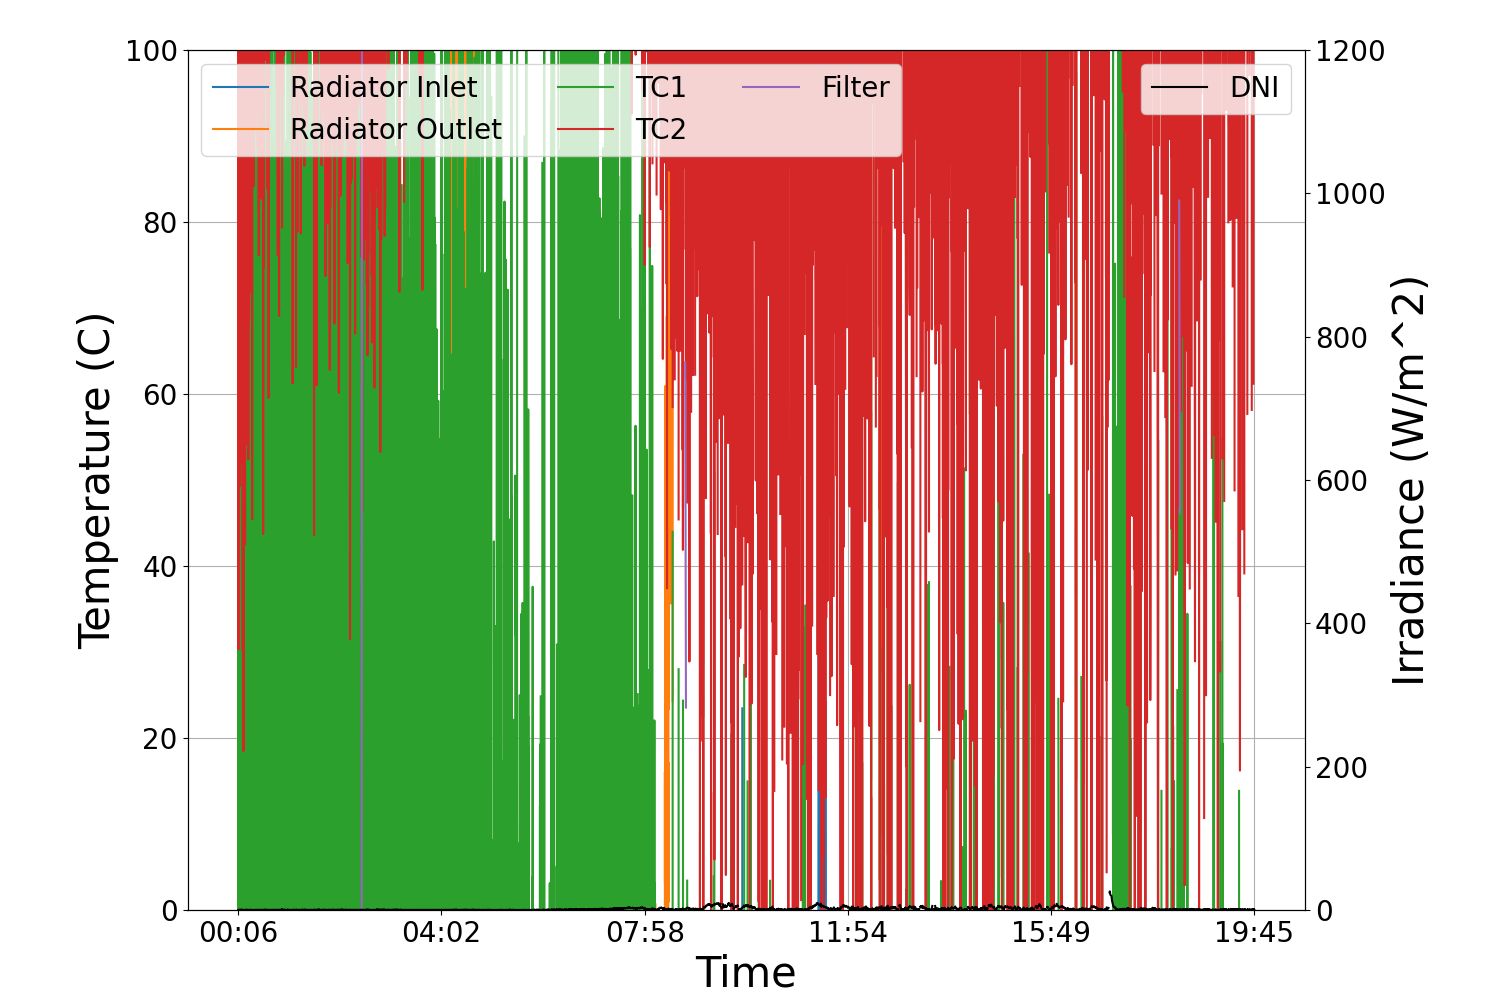 100
80
60
40
20
0
Temperature (C)
Radiator Inlet
Radiator Outlet
TC1
TC2
Filter
DNI
1200
1000
800
600
400
200
0
Irradiance (W/m^2)
00:06
04:02
07:58
11:54
15:49
19:45
Time